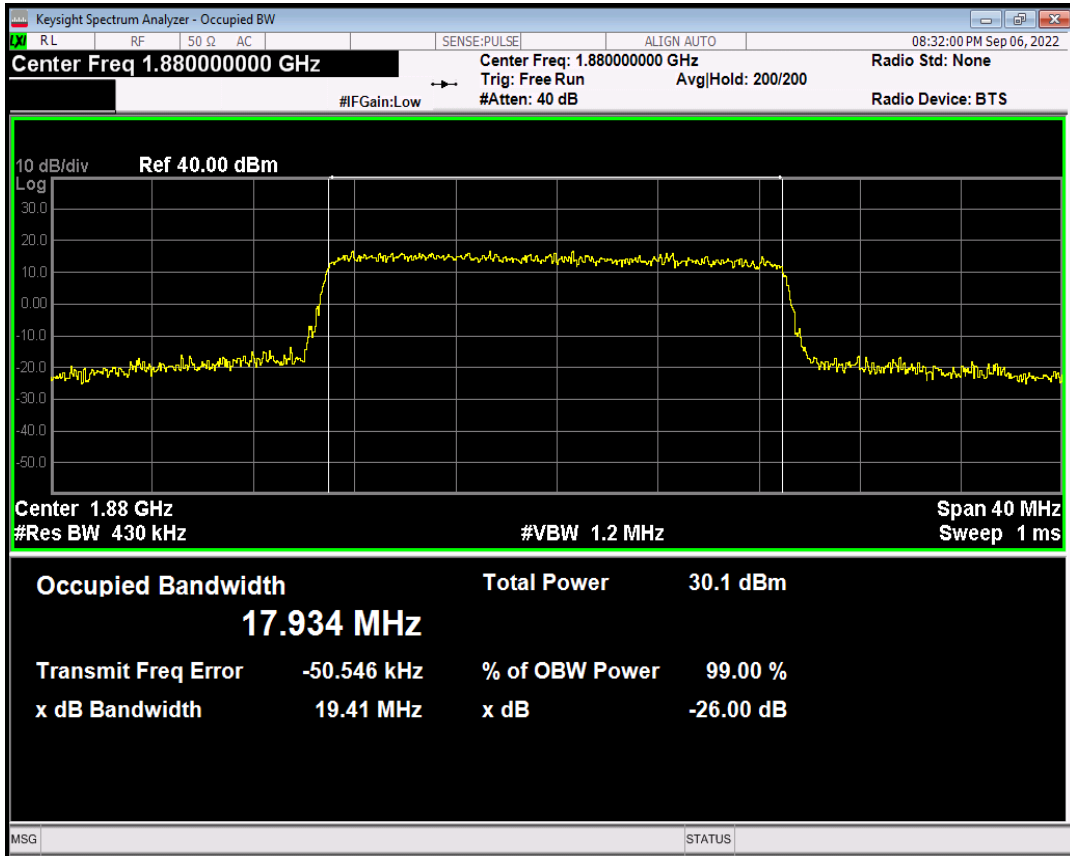 Keysight Spectrum Analyzer - Occupied BW
LXI RL RF 50 Ω AC SENSE:PULSE ALIGN AUTO 08:32:00 PM Sep 06, 2022
Center Freq 1.880000000 GHz Center Freq: 1.880000000 GHz Radio Std: None
Trig: Free Run Avg|Hold: 200/200
#IFGain:Low #Atten: 40 dB Radio Device: BTS
10 dB/div Ref 40.00 dBm
Log
30.0
20.0
10.0
0.00
-10.0
-20.0
-30.0
-40.0
-50.0
Center 1.88 GHz Span 40 MHz
#Res BW 430 kHz #VBW 1.2 MHz Sweep 1 ms
Occupied Bandwidth Total Power 30.1 dBm
17.934 MHz
Transmit Freq Error -50.546 kHz % of OBW Power 99.00 %
x dB Bandwidth 19.41 MHz x dB -26.00 dB
MSG STATUS